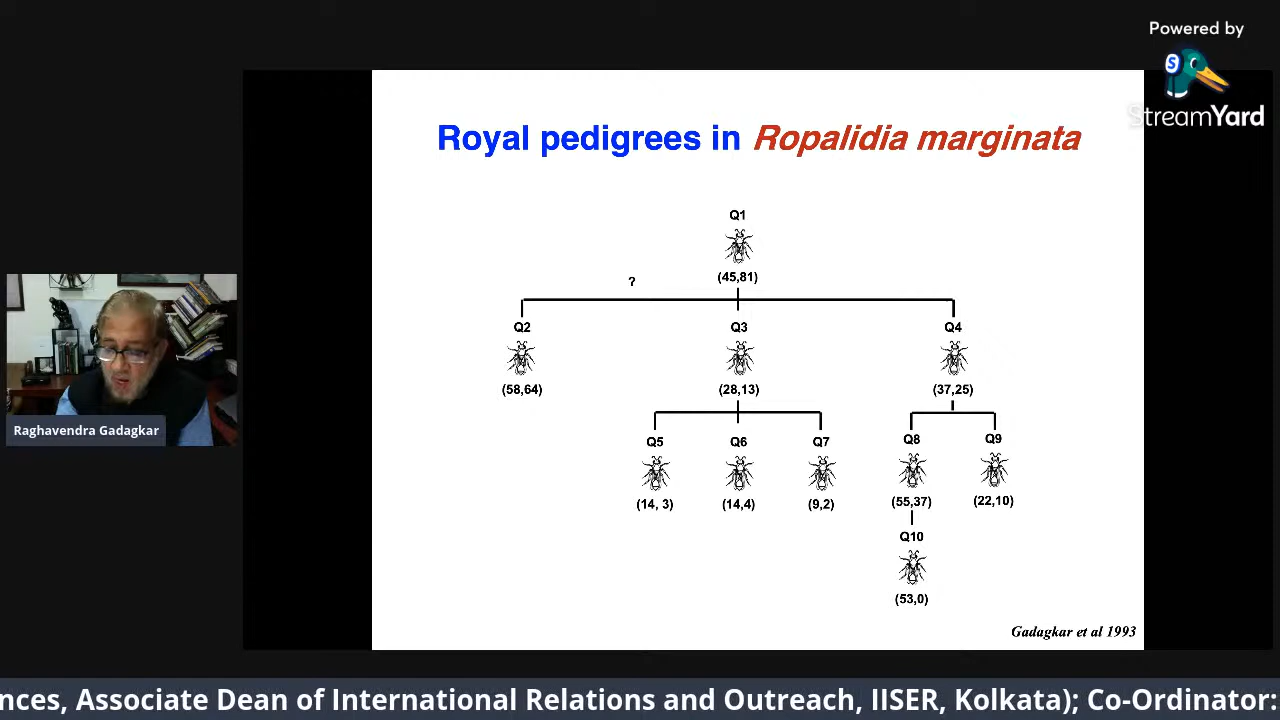 Powered by
S
StreamYard
Royal pedigrees in Ropalidia marginata
Q1
(45,81)
?
Q2 Q3 Q4
(58,64) (28,13) (37,25)
Q5 Q6 Q7 Q8 Q9
(14, 3) (14,4) (9,2) (55,37) (22,10)
Q10
(53,0)
Gadagkar et al 1993
Raghavendra Gadagkar
nces, Associate Dean of International Relations and Outreach, IISER, Kolkata); Co-Ordinator: